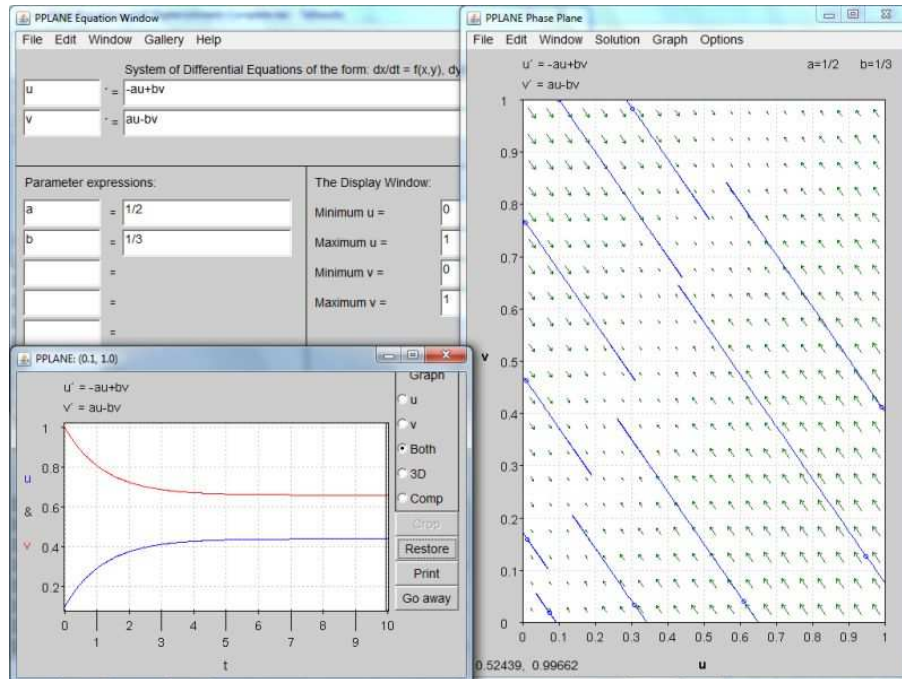 PPLANE Equation Window
File Edit Window Gallery Help
System of Differential Equations of the form: dx/dt = f(x,y), dy
u ' = -au+bv
v ' = au-bv
Parameter expressions:
a = 1/2
b = 1/3
=
=
=
The Display Window:
Minimum u = 0
Maximum u = 1
Minimum v = 0
Maximum v = 1
PPLANE Phase Plane
File Edit Window Solution Graph Options
u' = -au+bv a=1/2 b=1/3
v' = au-bv
1
0.9
0.8
0.7
0.6
0.5
0.4
0.3
0.2
0.1
0
v
0 0.1 0.2 0.3 0.4 0.5 0.6 0.7 0.8 0.9 1
0.52439, 0.99662 u
PPLANE: (0.1, 1.0)
u' = -au+bv
v' = au-bv
1
0.8
0.6
0.4
0.2
u
&
v
0 1 2 3 4 5 6 7 8 9 10
t
Graph
u
v
Both
3D
Comp
Crop
Restore
Print
Go away